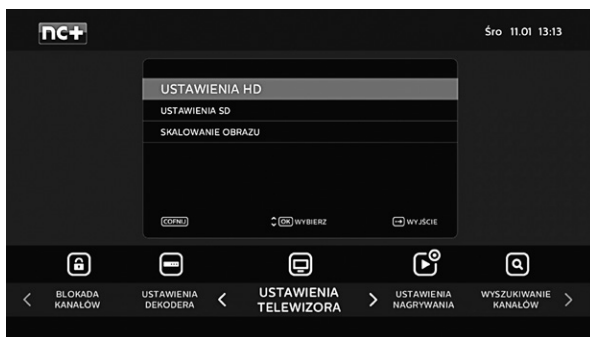 nc+
Śro 11.01 13:13
USTAWIENIA HD
USTAWIENIA SD
SKALOWANIE OBRAZU
COFNIJ OK WYBIERZ WYJŚCIE
BLOKADA KANAŁÓW
USTAWIENIA DEKODERA
USTAWIENIA TELEWIZORA
USTAWIENIA NAGRYWANIA
WYSZUKIWANIE KANAŁÓW